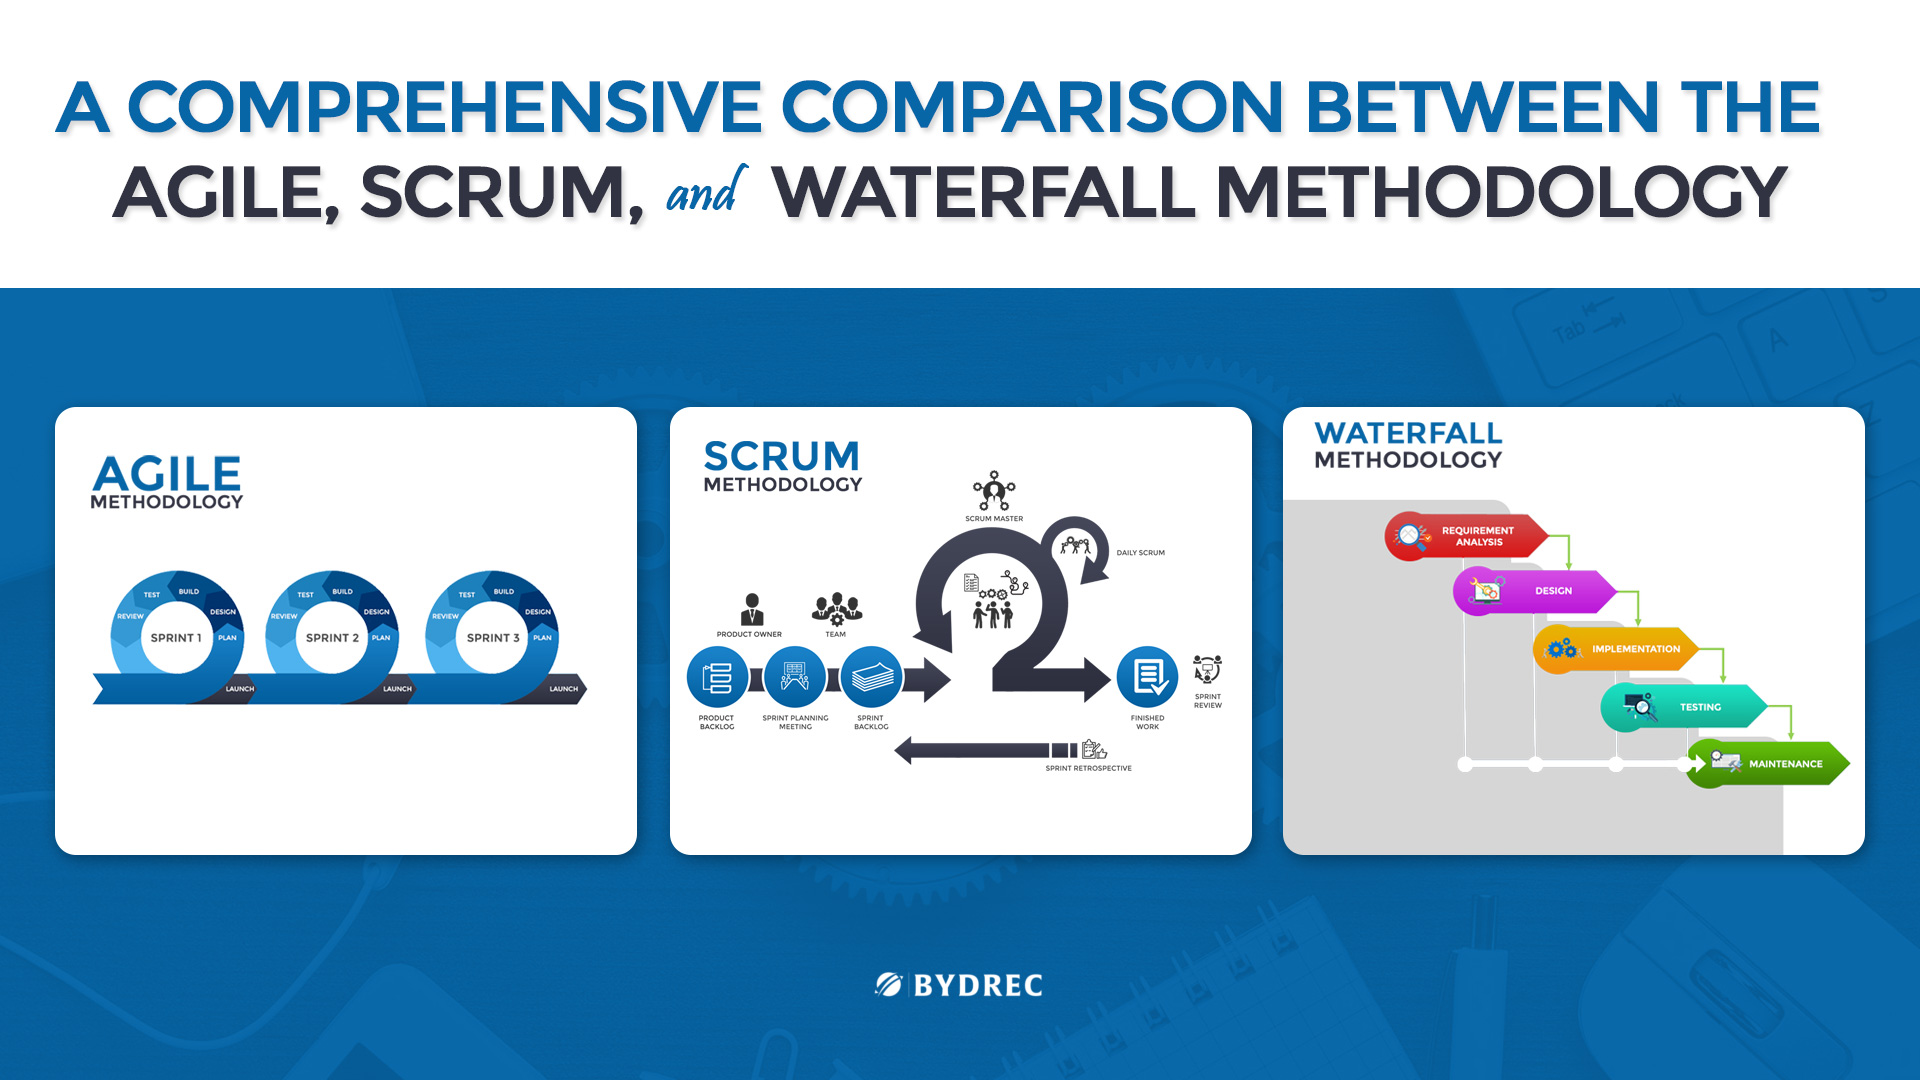 A COMPREHENSIVE COMPARISON BETWEEN THE
AGILE, SCRUM, and WATERFALL METHODOLOGY
AGILE
METHODOLOGY
TEST
BUILD
REVIEW
DESIGN
SPRINT 1
PLAN
LAUNCH
TEST
BUILD
REVIEW
DESIGN
SPRINT 2
PLAN
LAUNCH
TEST
BUILD
REVIEW
DESIGN
SPRINT 3
PLAN
LAUNCH
SCRUM
METHODOLOGY
SCRUM MASTER
DAILY SCRUM
PRODUCT OWNER
TEAM
PRODUCT
BACKLOG
SPRINT PLANNING
MEETING
SPRINT
BACKLOG
FINISHED
WORK
SPRINT
REVIEW
SPRINT RETROSPECTIVE
WATERFALL
METHODOLOGY
REQUIREMENT
ANALYSIS
DESIGN
IMPLEMENTATION
TESTING
MAINTENANCE
Tab
A
S
Z
BYDREC